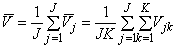 V̅ = 1/J ∑_{j=1}^{J} V̅_j = 1/JK ∑_{j=1}^{J} ∑_{k=1}^{K} V_{jk}